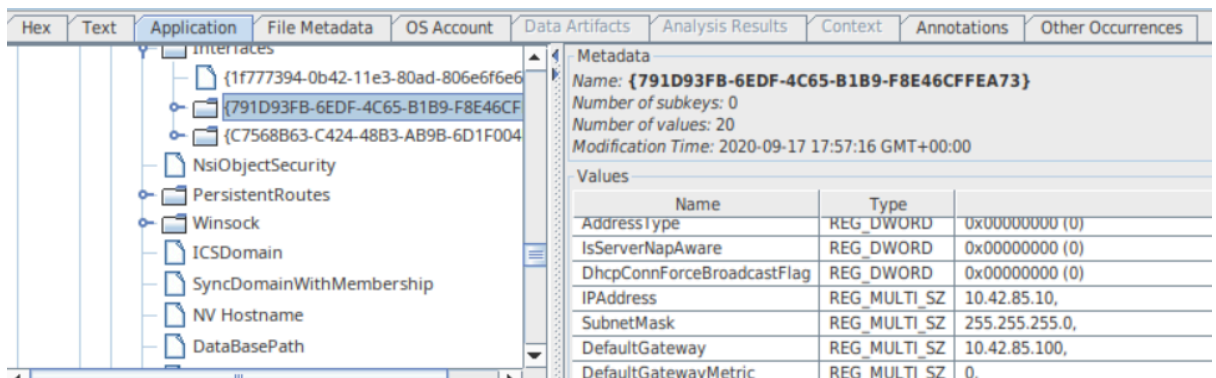 Hex Text Application File Metadata OS Account Data Artifacts Analysis Results Context Annotations Other Occurrences
Interfaces
{1f777394-0b42-11e3-80ad-806e6f6e6
{791D93FB-6EDF-4C65-B1B9-F8E46CF
{C7568B63-C424-48B3-AB9B-6D1F004
NsiObjectSecurity
PersistentRoutes
Winsock
ICSDomain
SyncDomainWithMembership
NV Hostname
DataBasePath
Metadata
Name: {791D93FB-6EDF-4C65-B1B9-F8E46CFFEA73}
Number of subkeys: 0
Number of values: 20
Modification Time: 2020-09-17 17:57:16 GMT+00:00
Values
Name Type
AddressType REG_DWORD 0x00000000 (0)
IsServerNapAware REG_DWORD 0x00000000 (0)
DhcpConnForceBroadcastFlag REG_DWORD 0x00000000 (0)
IPAddress REG_MULTI_SZ 10.42.85.10,
SubnetMask REG_MULTI_SZ 255.255.255.0,
DefaultGateway REG_MULTI_SZ 10.42.85.100,
DefaultGatewayMetric REG_MULTI_SZ 0,